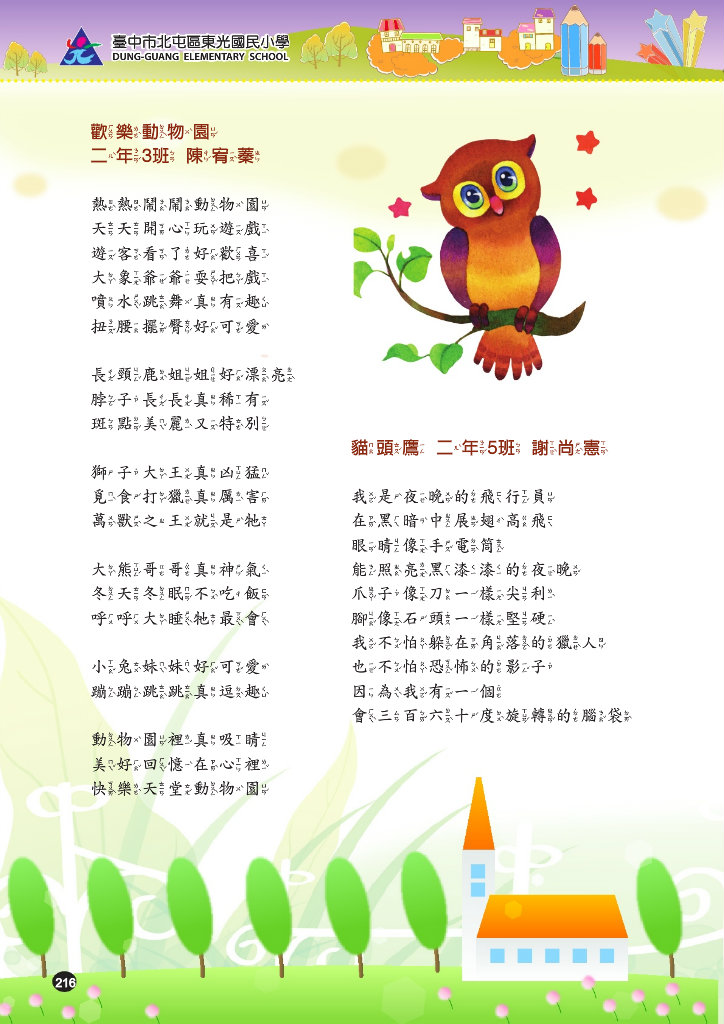 臺中市北屯區東光國民小學
DUNG-GUANG ELEMENTARY SCHOOL
歡樂動物園
二年3班 陳宥蓁
熱熱鬧鬧動物園
天天開心玩遊戲
遊客看了好歡喜
大象爺爺耍把戲
噴水跳舞真有趣
扭腰擺臀好可愛
長頸鹿姐姐好漂亮
脖子長長真稀有
斑點美麗又特別
獅子大王真凶猛
覓食打獵真厲害
萬獸之王就是牠
大熊哥哥真神氣
冬天冬眠不吃飯
呼呼大睡牠最會
小兔妹妹好可愛
蹦蹦跳跳真逗趣
動物園裡真吸睛
美好回憶在心裡
快樂天堂動物園
貓頭鷹 二年5班 謝尚憲
我是夜晚的飛行員
在黑暗中展翅高飛
眼睛像手電筒
能照亮黑漆漆的夜晚
爪子像刀一樣尖利
腳像石頭一樣堅硬
我不怕躲在角落的獵人
也不怕恐怖的影子
因為我有一個
會三百六十度旋轉的腦袋
216